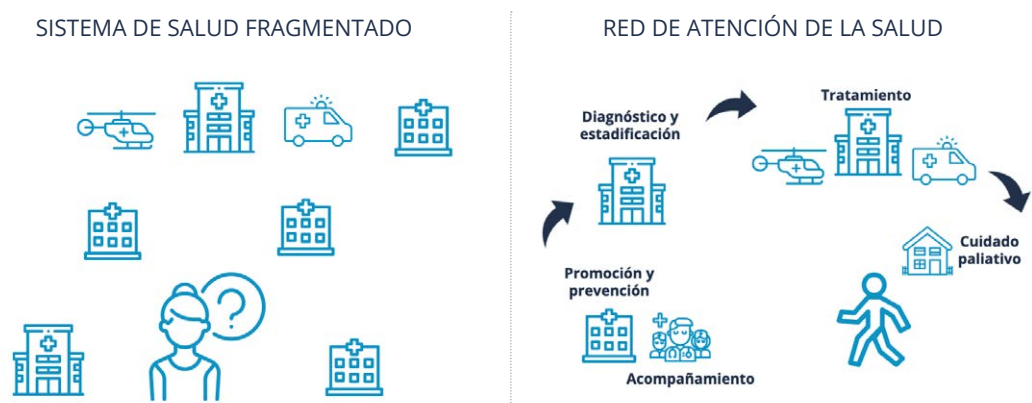 SISTEMA DE SALUD FRAGMENTADO
RED DE ATENCIÓN DE LA SALUD
Tratamiento
Diagnóstico y
estadificación
Cuidado
paliativo
Promoción y
prevención
Acompañamiento
?